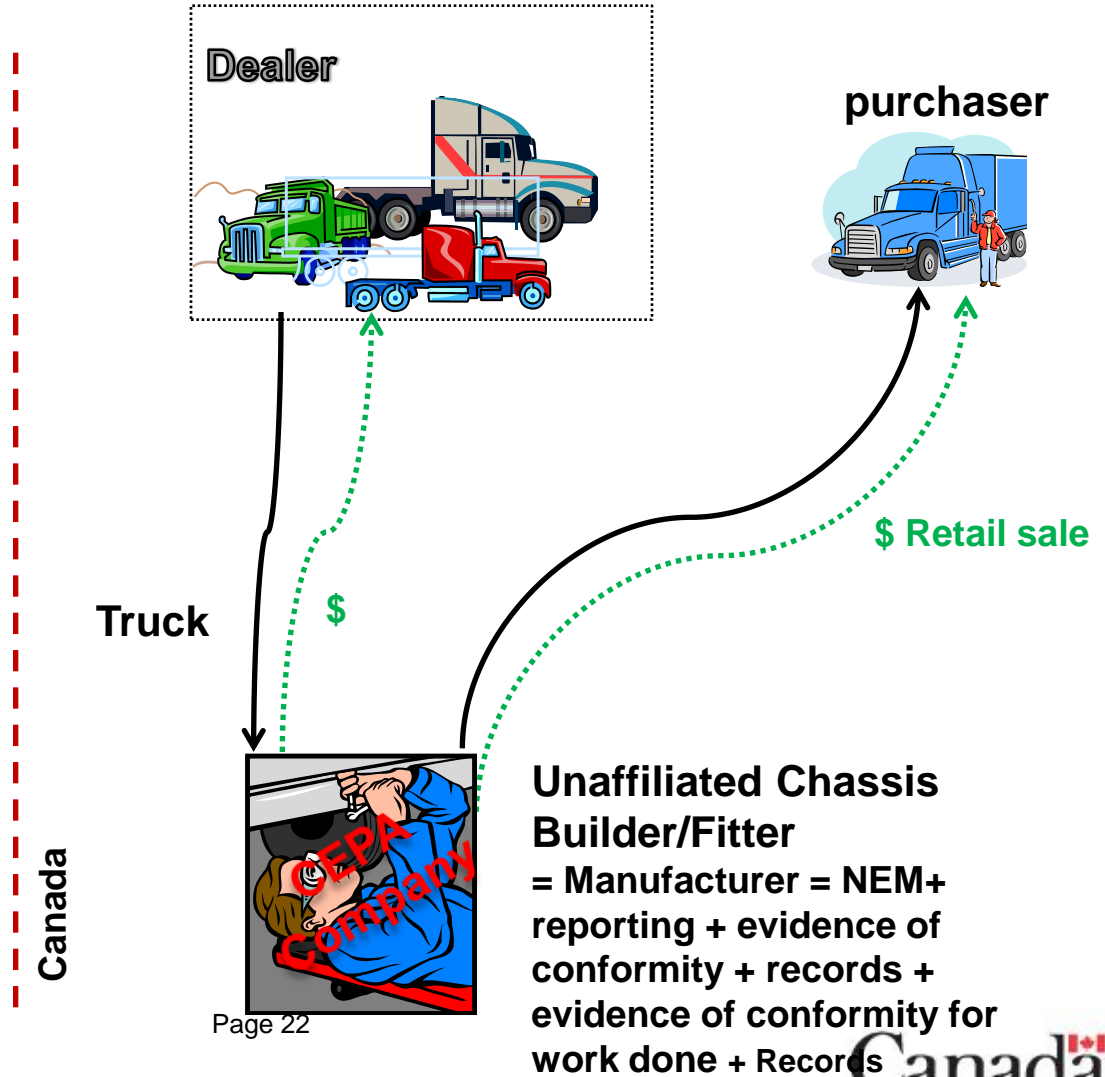 Dealer
purchaser
$ Retail sale
$
Truck
CEPA
Company
Unaffiliated Chassis
Builder/Fitter
= Manufacturer = NEM+
reporting + evidence of
conformity + records +
evidence of conformity for
work done + Records
Canada
Page 22
Canada